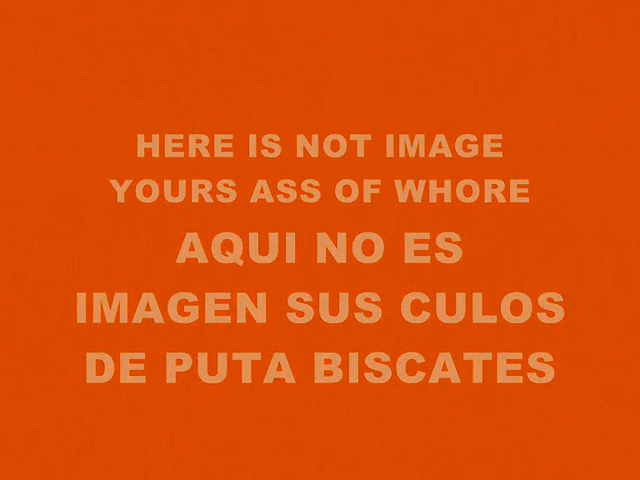 HERE IS NOT IMAGE
YOURS ASS OF WHORE
AQUI NO ES
IMAGEN SUS CULOS
DE PUTA BISCATES